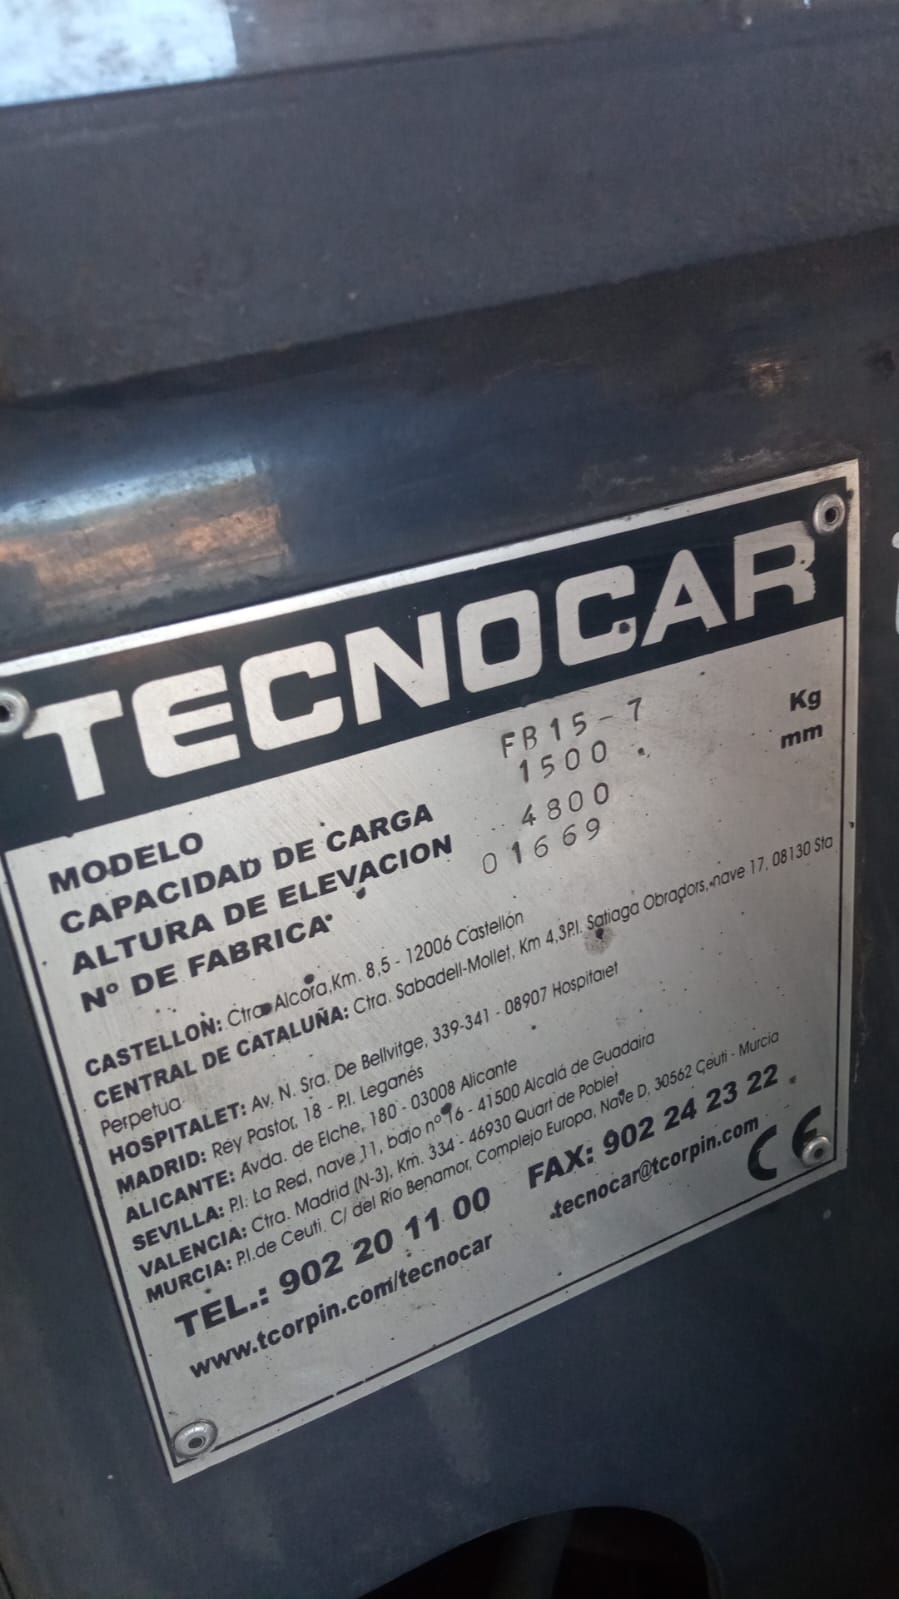 TECNOCAR
MODELO FB15-7
CAPACIDAD DE CARGA 1500 Kg
ALTURA DE ELEVACION 4800 mm
Nº DE FABRICA 01669
CASTELLON: Ctra. Alcora,Km. 8,5 - 12006 Castellón
CENTRAL DE CATALUÑA: Ctra. Sabadell-Mollet, Km 4,3P.I. Satiaga Obradors, nave 17, 08130 Sta
Perpetua
HOSPITALET: Av. N. Sra. De Bellvitge, 339-341 - 08907 Hospitalet
MADRID: Rey Pastor, 18 - P.I. Leganés
ALICANTE: Avda. de Elche, 180 - 03008 Alicante
SEVILLA: P.I: La Red, nave 11, bajo nº 16 - 41500 Alcalá de Guadaira
VALENCIA: Ctra. Madrid (N-3), Km. 334 - 46930 Quart de Poblet
MURCIA: P.I.de Ceuti. C/ del Río Benamor, Complejo Europa, Nave D. 30562 Ceuti - Murcia
TEL.: 902 20 11 00 FAX: 902 24 23 22
www.tcorpin.com/tecnocar tecnocar@tcorpin.com CE